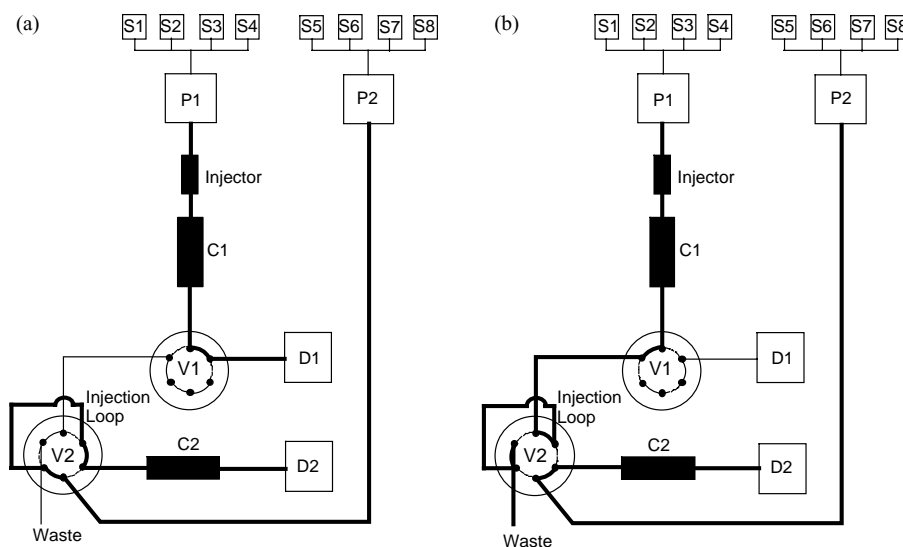 (a)
S1 S2 S3 S4 S5 S6 S7 S8
P1 P2
Injector
C1
V1 D1
Injection
Loop
V2 C2 D2
Waste
(b)
S1 S2 S3 S4 S5 S6 S7 S8
P1 P2
Injector
C1
V1 D1
Injection
Loop
V2 C2 D2
Waste